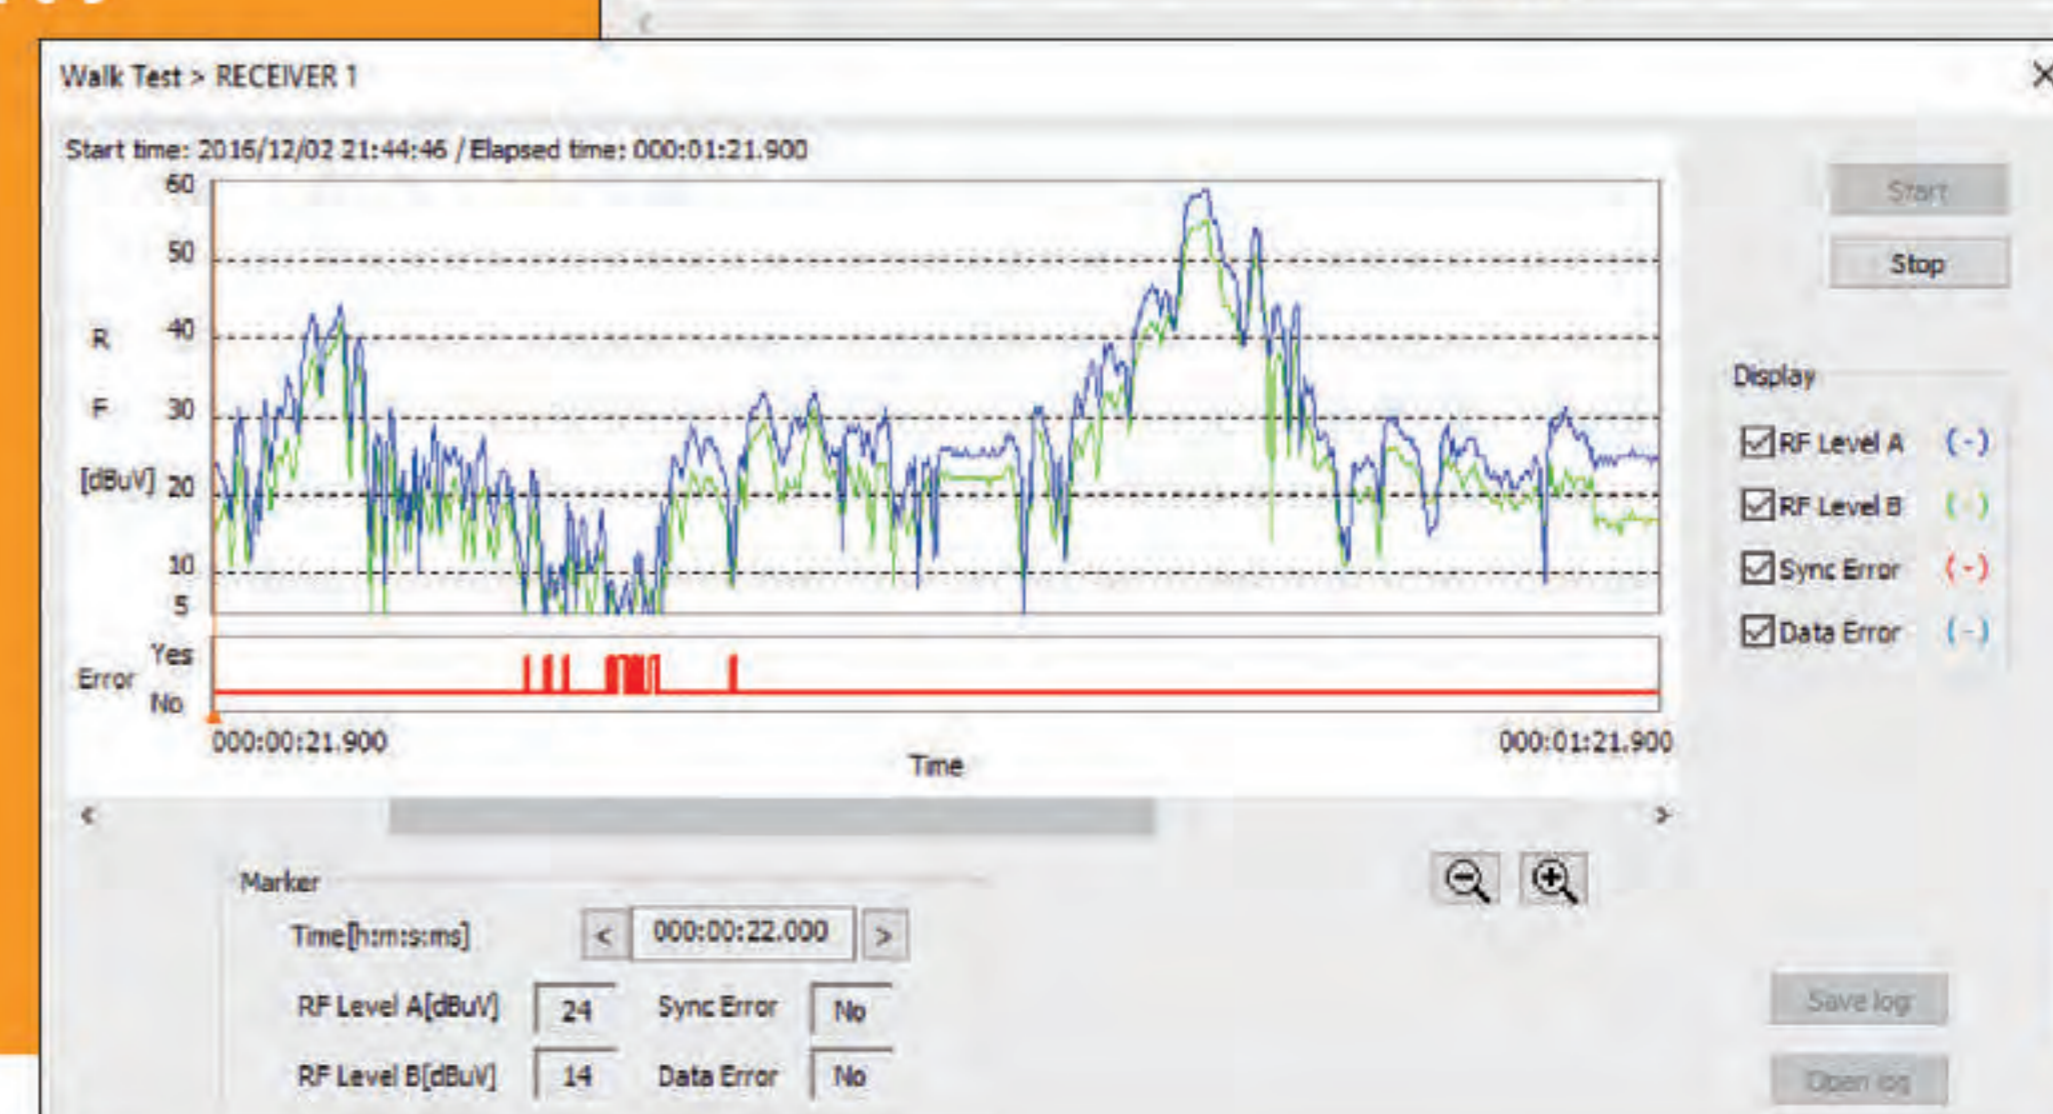 Walk Test > RECEIVER 1
Start time: 2016/12/02 21:44:46 / Elapsed time: 000:01:21.900
60
50
R 40
F 30
[dBuV] 20
10
5
Error Yes
No
000:00:21.900 000:01:21.900
Time
Start
Stop
Display
RF Level A (-)
RF Level B (-)
Sync Error (-)
Data Error (-)
Marker
Time[h:m:s:ms] < 000:00:22.000 >
RF Level A[dBuV] 24 Sync Error No
RF Level B[dBuV] 14 Data Error No
Save log
Open log